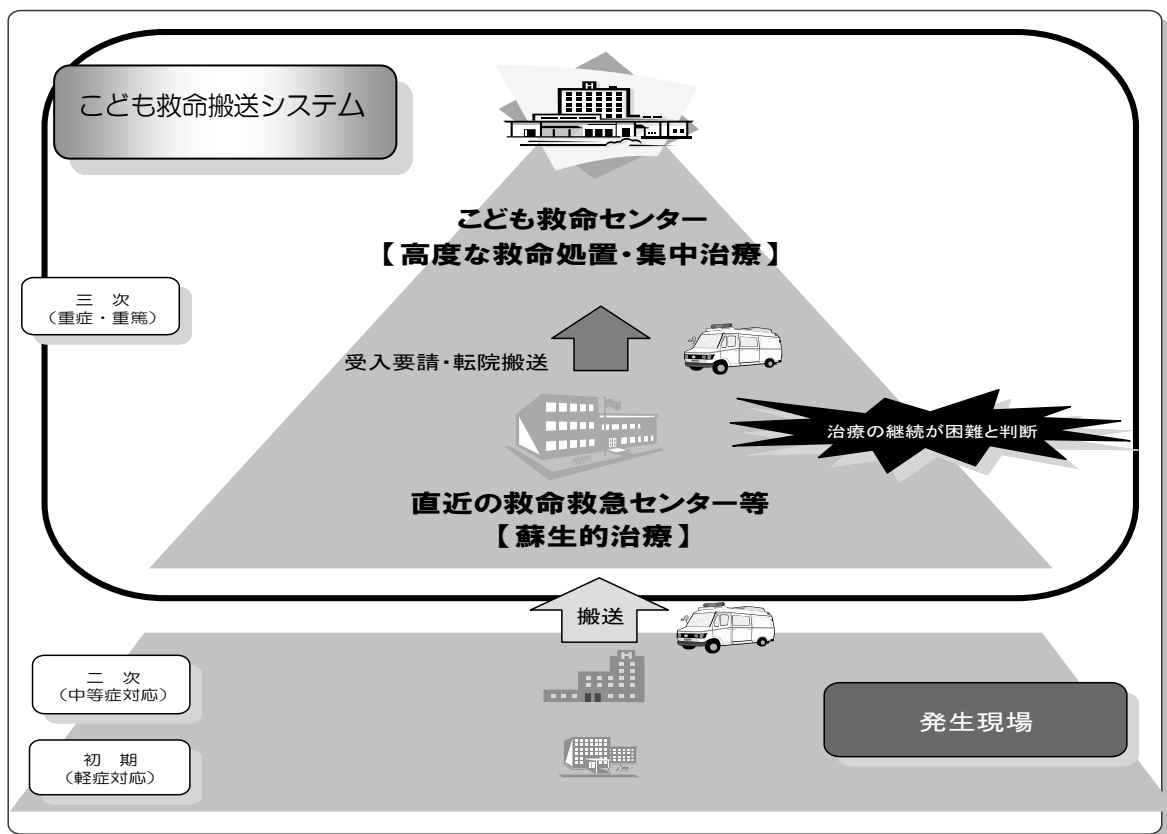 こども救命搬送システム
H
こども救命センター
【高度な救命処置・集中治療】
三 次
(重症・重篤)
受入要請・転院搬送
治療の継続が困難と判断
直近の救命救急センター等
【蘇生的治療】
搬送
二 次
(中等症対応)
H
発生現場
初 期
(軽症対応)